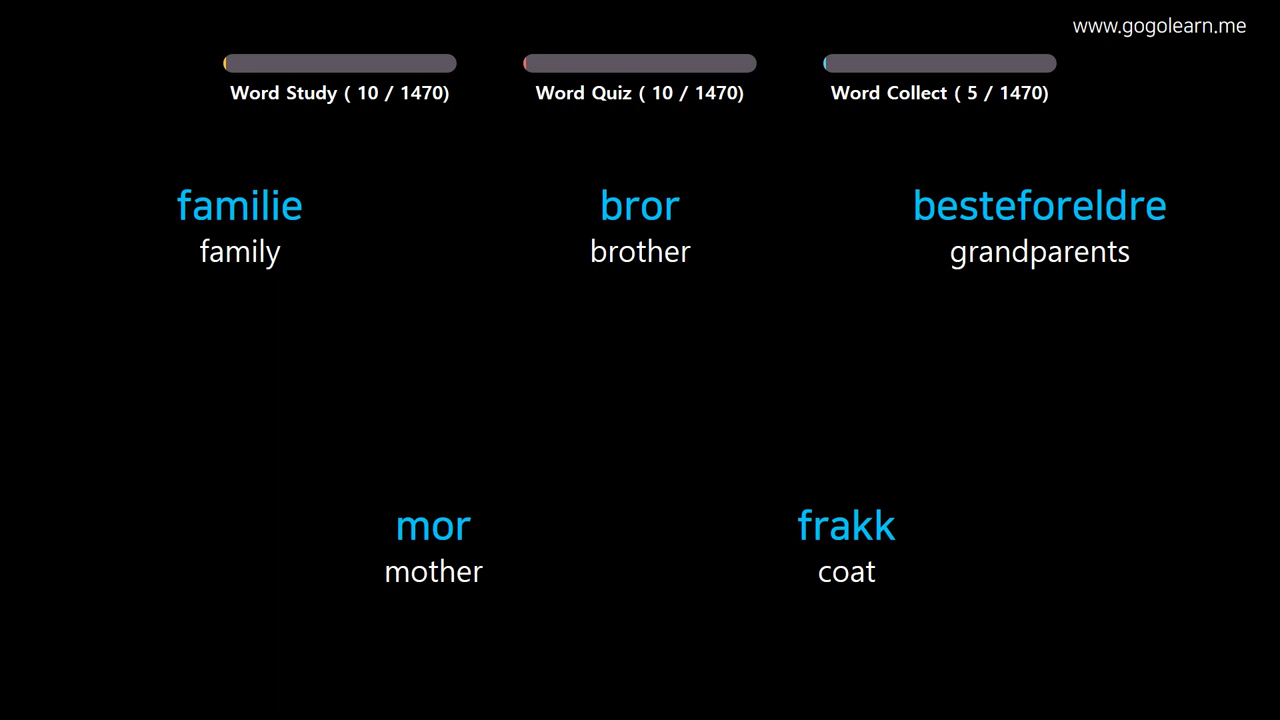 www.gogolearn.me
Word Study ( 10 / 1470)
Word Quiz ( 10 / 1470)
Word Collect ( 5 / 1470)
familie
family
bror
brother
besteforeldre
grandparents
mor
mother
frakk
coat